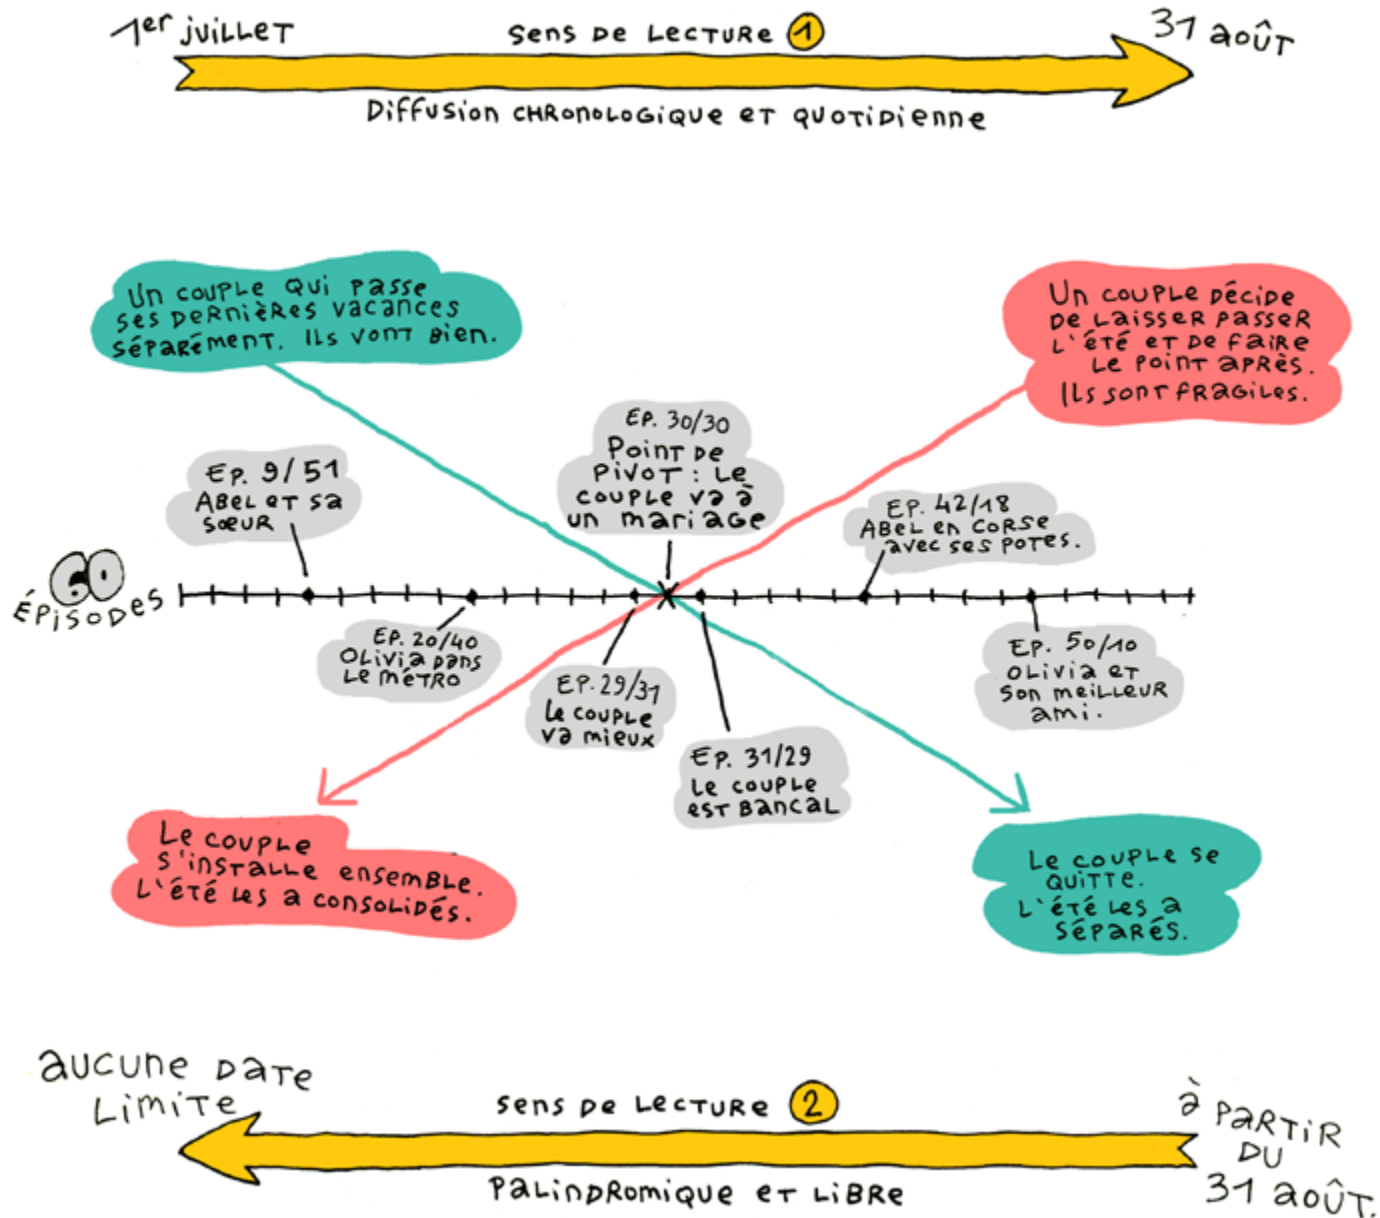 1er juillet
Sens de lecture 1
31 août
Diffusion chronologique et quotidienne
Un couple qui passe
ses dernières vacances
séparément. Ils vont bien.
Un couple décide
de laisser passer
l'été et de faire
le point après.
Ils sont fragiles.
Ep. 30/30
Point de
pivot : le
couple va à
un mariage
Ep. 9/51
Abel et sa
sœur
Ep. 42/18
Abel en Corse
avec ses potes.
60
épisodes
Ep. 20/40
Olivia dans
le métro
Ep. 29/31
Le couple
va mieux
Ep. 31/29
Le couple
est bancal
Ep. 50/10
Olivia et
son meilleur
ami.
Le couple
s'installe ensemble.
L'été les a consolidés.
Le couple se
quitte.
L'été les a
séparés.
aucune date
limite
Sens de lecture 2
à partir
du
31 août.
Palindromique et libre